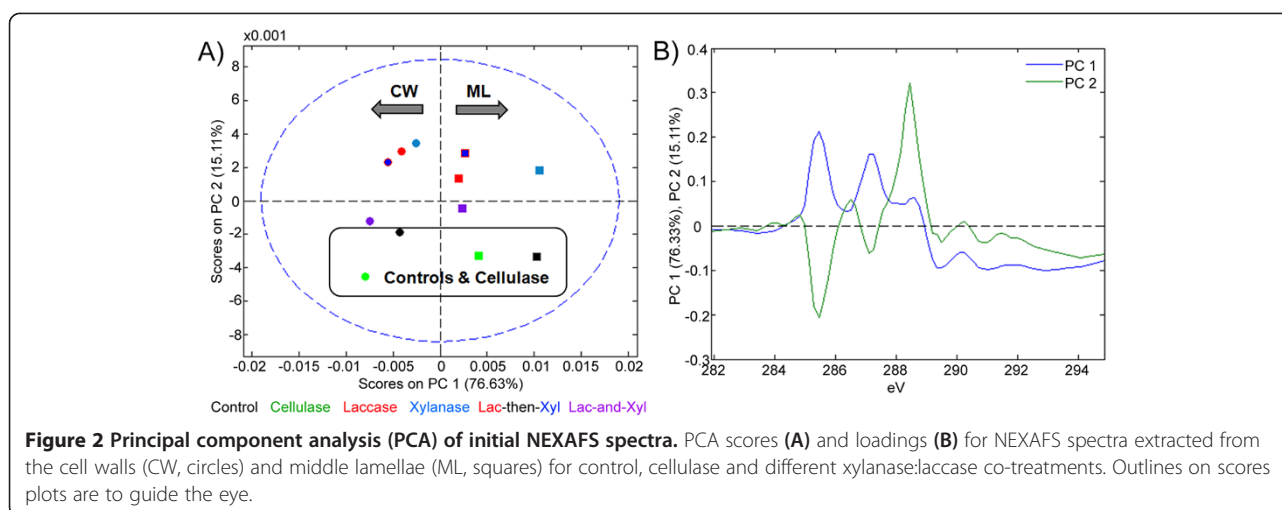 A)
x0.001
8
6
4
2
0
-2
-4
-6
-8
Scores on PC 2 (15.11%)
CW ML
Controls & Cellulase
-0.02 -0.015 -0.01 -0.005 0 0.005 0.01 0.015 0.02
Scores on PC 1 (76.63%)
Control Cellulase Laccase Xylanase Lac-then-Xyl Lac-and-Xyl
B)
0.4
0.3
0.2
0.1
0
-0.1
-0.2
-0.3
PC 1 (76.33%), PC 2 (15.11%)
PC 1
PC 2
282 284 286 288 290 292 294
eV
Figure 2 Principal component analysis (PCA) of initial NEXAFS spectra. PCA scores (A) and loadings (B) for NEXAFS spectra extracted from
the cell walls (CW, circles) and middle lamellae (ML, squares) for control, cellulase and different xylanase:laccase co-treatments. Outlines on scores
plots are to guide the eye.